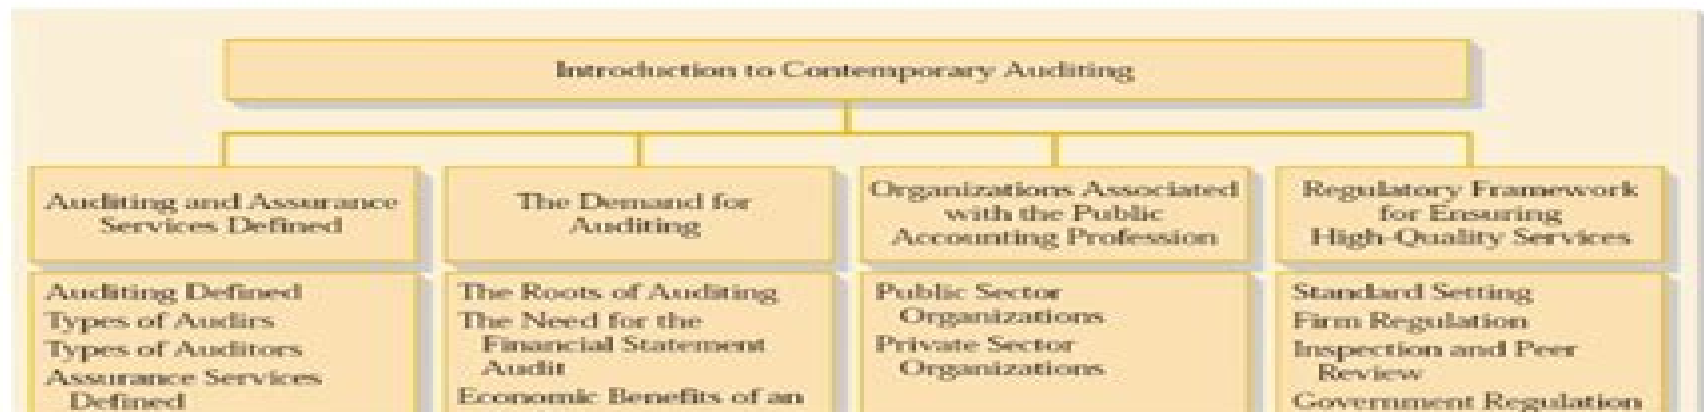 Introduction to Contemporary Auditing
Auditing and Assurance
Services Defined
The Demand for
Auditing
Organizations Associated
with the Public
Accounting Profession
Regulatory Framework
for Ensuring
High-Quality Services
Auditing Defined
Types of Audirs
Types of Auditors
Assurance Services
Defined
The Roots of Auditing
The Need for the
Financial Statement
Audit
Economic Benefits of an
Public Sector
Organizations
Private Sector
Organizations
Standard Setting
Firm Regulation
Inspection and Peer
Review
Government Regulation